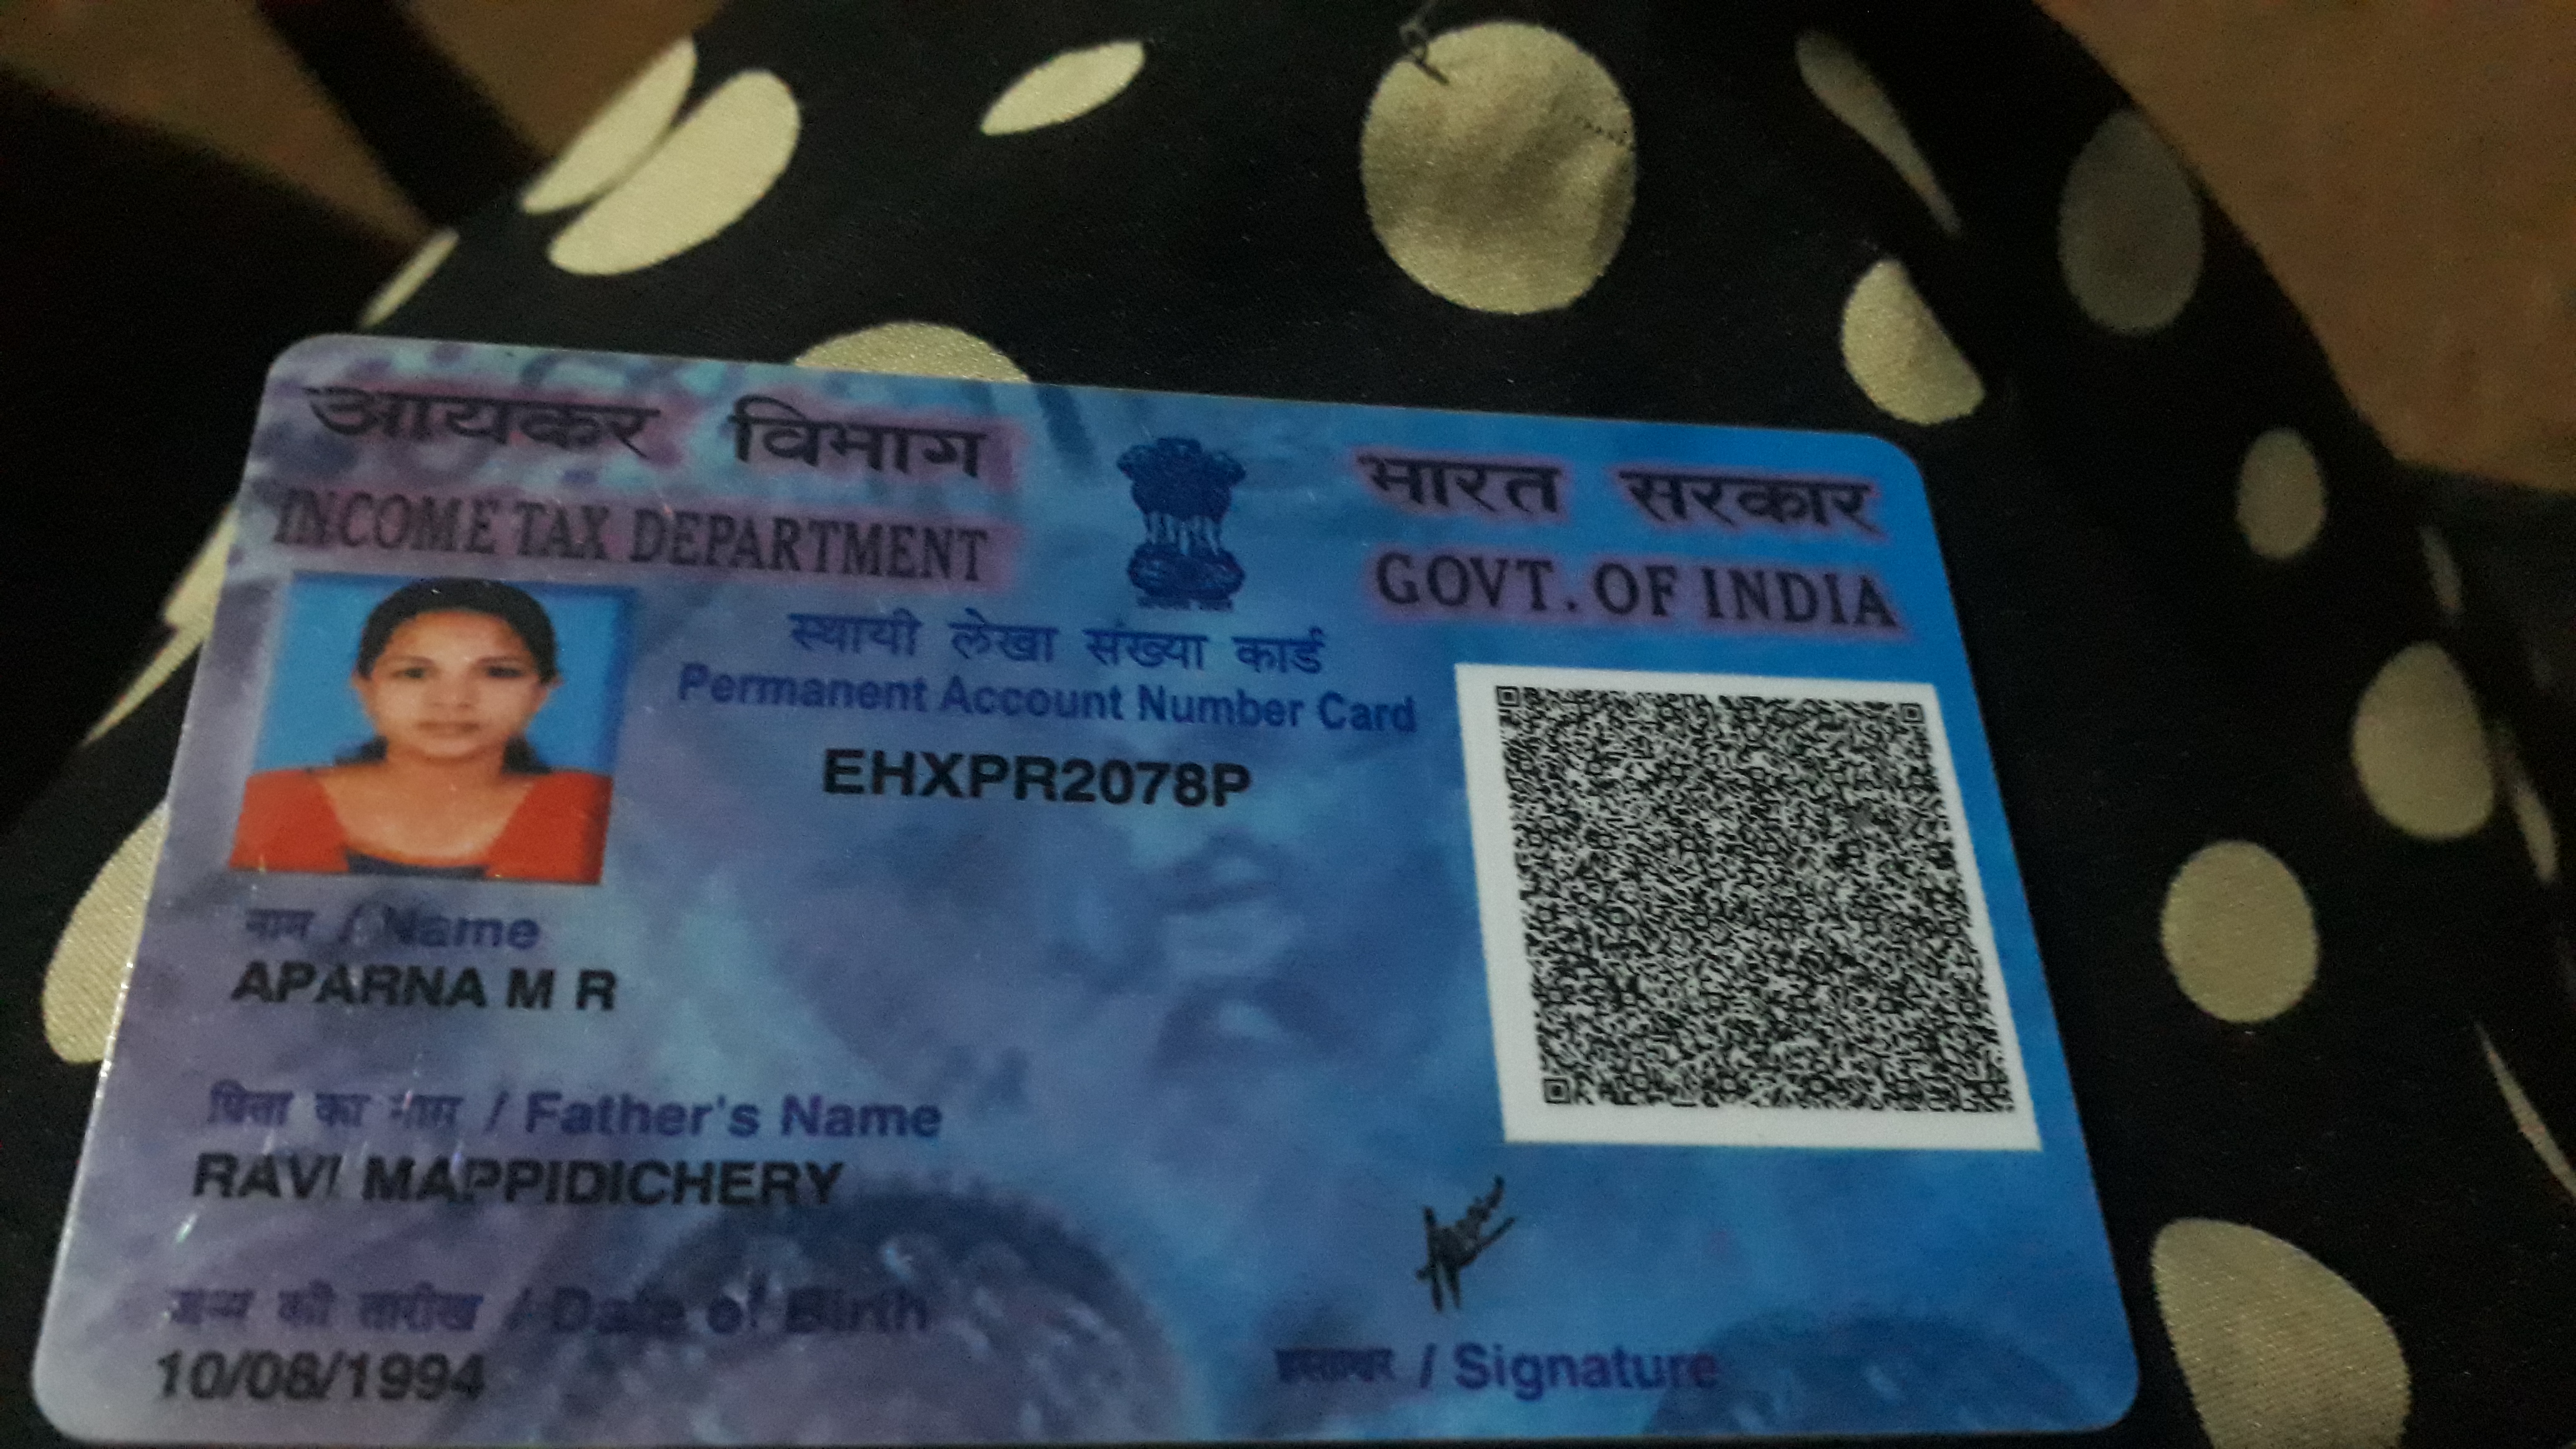 आयकर विभाग
INCOME TAX DEPARTMENT
भारत सरकार
GOVT. OF INDIA
स्थायी लेखा संख्या कार्ड
Permanent Account Number Card
EHXPR2078P
नाम / Name
APARNA M R
पिता का नाम / Father's Name
RAVI MAPPIDICHERY
जन्म की तारीख / Date of Birth
10/08/1994
हस्ताक्षर / Signature